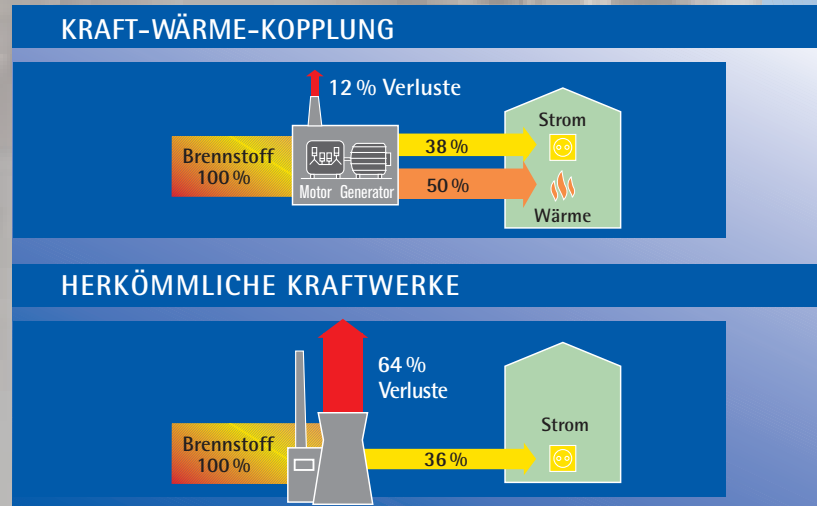 KRAFT-WÄRME-KOPPLUNG
12 % Verluste
Brennstoff
100 %
Motor Generator
38 %
50 %
Strom
Wärme
HERKÖMMLICHE KRAFTWERKE
64 %
Verluste
Brennstoff
100 %
36 %
Strom